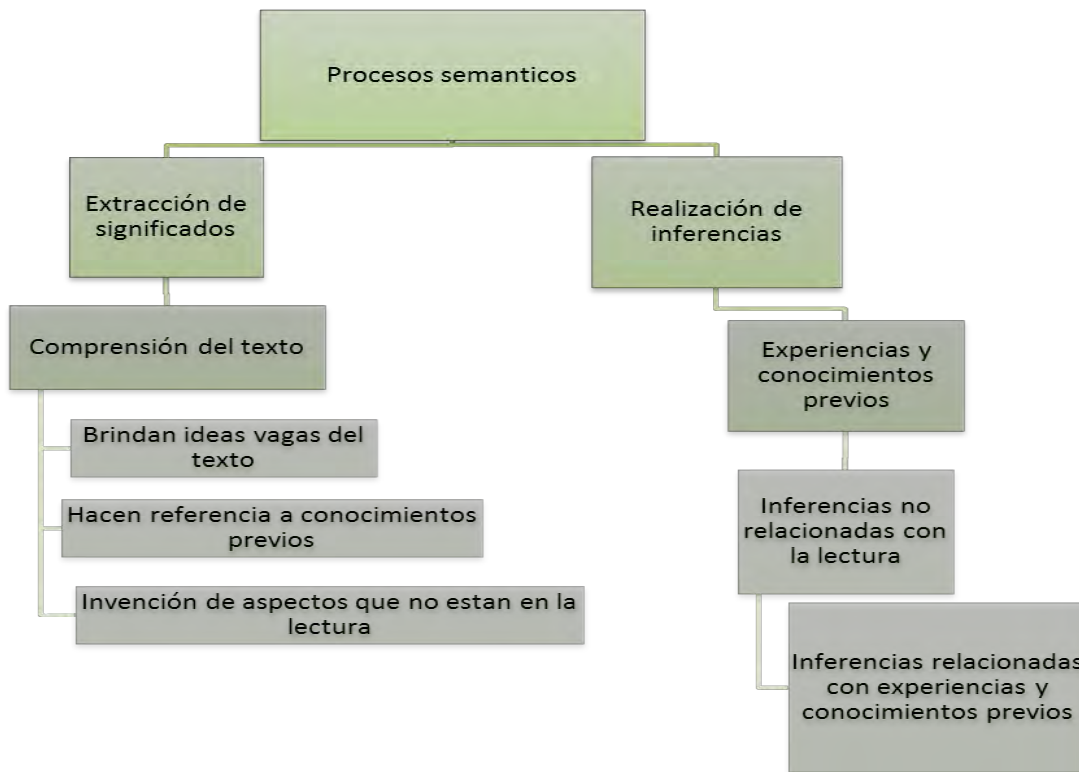 Procesos semanticos
Extracción de
significados
Realización de
inferencias
Comprensión del texto
Experiencias y
conocimientos
previos
Brindan ideas vagas del
texto
Hacen referencia a conocimientos
previos
Invención de aspectos que no estan en la
lectura
Inferencias no
relacionadas con
la lectura
Inferencias relacionadas
con experiencias y
conocimientos previos